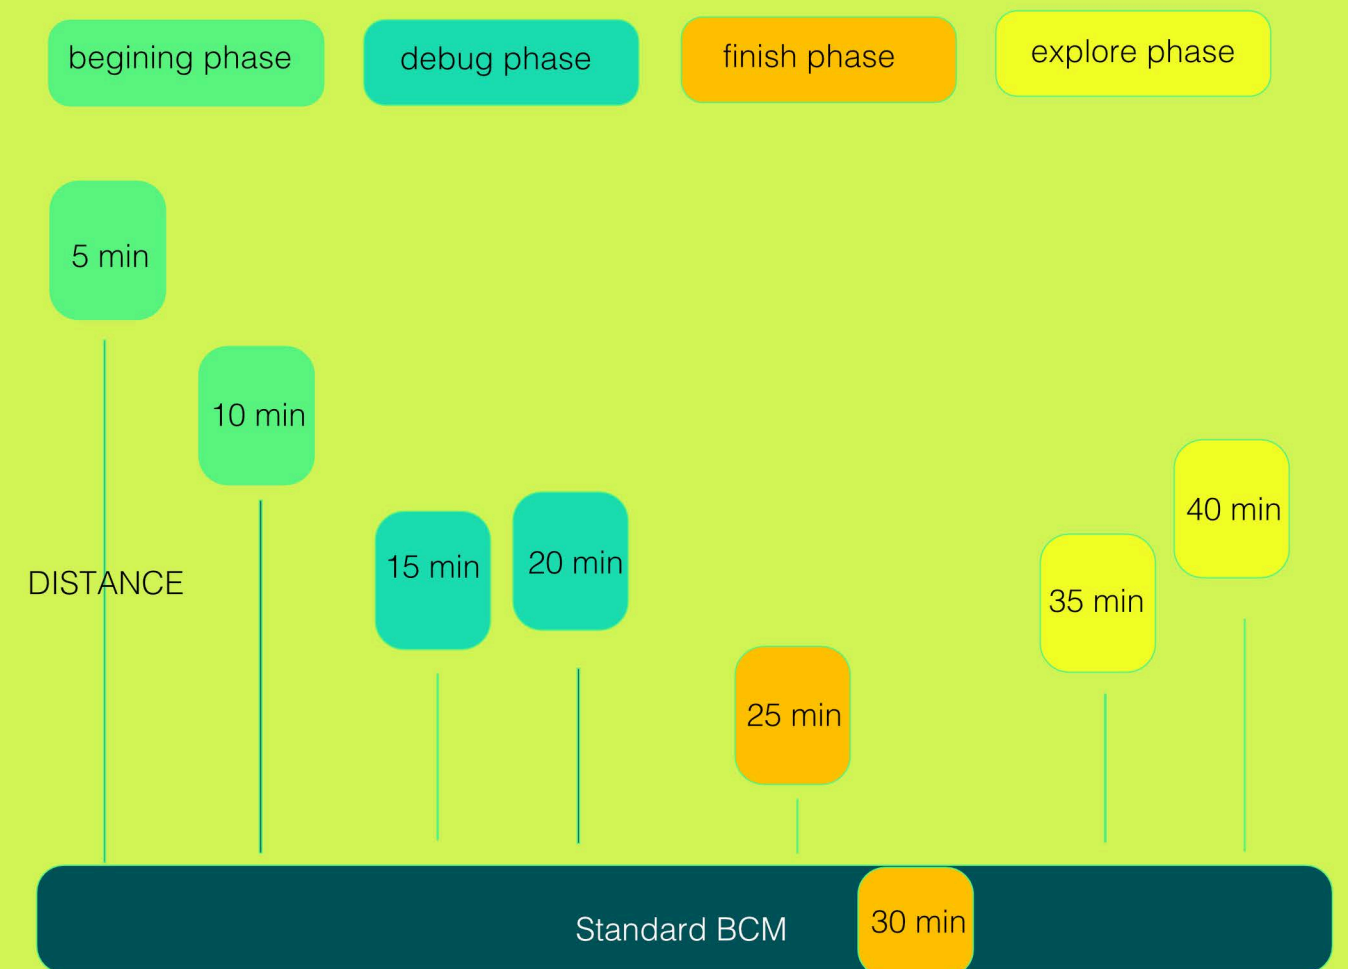 begining phase
debug phase
finish phase
explore phase
5 min
10 min
40 min
15 min
20 min
DISTANCE
35 min
25 min
Standard BCM
30 min